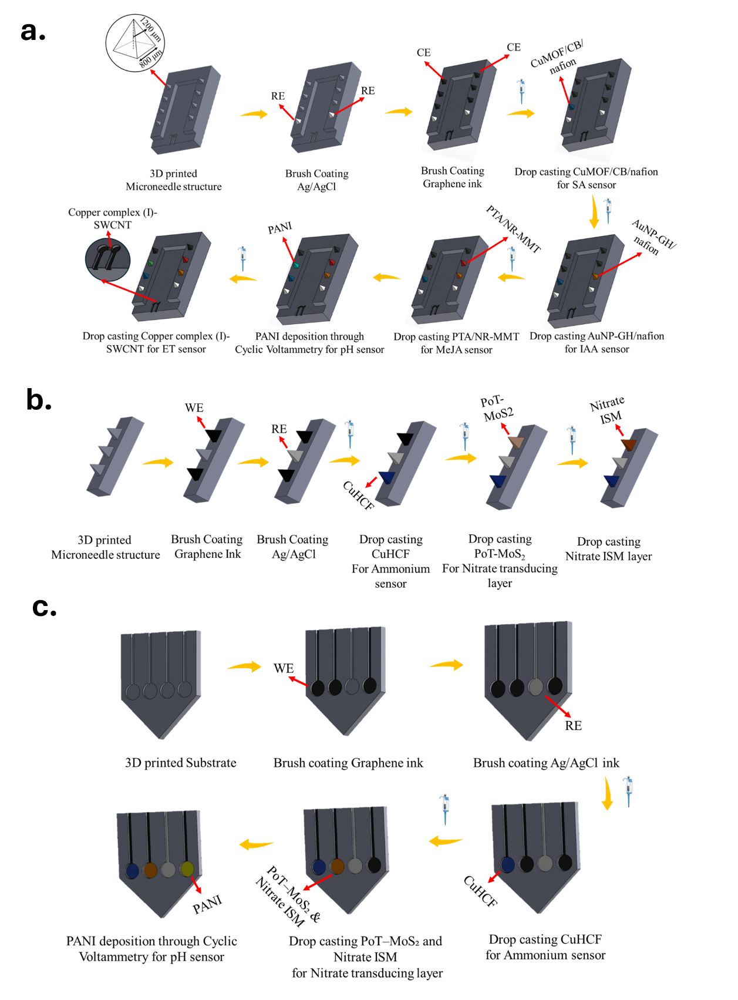 a.
1200 μm
800 μm
RE
RE
CE
CE
CuMOF/CB/
nafion
3D printed
Microneedle structure
Brush Coating
Ag/AgCl
Brush Coating
Graphene ink
Drop casting CuMOF/CB/nafion
for SA sensor
Copper complex (I)-
SWCNT
PANI
PTA/NR-MMT
AuNP-GH/
nafion
Drop casting Copper complex (I)-
SWCNT for ET sensor
PANI deposition through
Cyclic Voltammetry for pH sensor
Drop casting PTA/NR-MMT
for MeJA sensor
Drop casting AuNP-GH/nafion
for IAA sensor
b.
WE
RE
CuHCF
PoT-
MoS2
Nitrate
ISM
3D printed
Microneedle structure
Brush Coating
Graphene Ink
Brush Coating
Ag/AgCl
Drop casting
CuHCF
For Ammonium
sensor
Drop casting
PoT-MoS₂
For Nitrate transducing
layer
Drop casting
Nitrate ISM layer
c.
WE
RE
3D printed Substrate
Brush coating Graphene ink
Brush coating Ag/AgCl ink
PANI
PoT–MoS₂ &
Nitrate ISM
CuHCF
PANI deposition through Cyclic
Voltammetry for pH sensor
Drop casting PoT–MoS₂ and
Nitrate ISM
for Nitrate transducing layer
Drop casting CuHCF
for Ammonium sensor